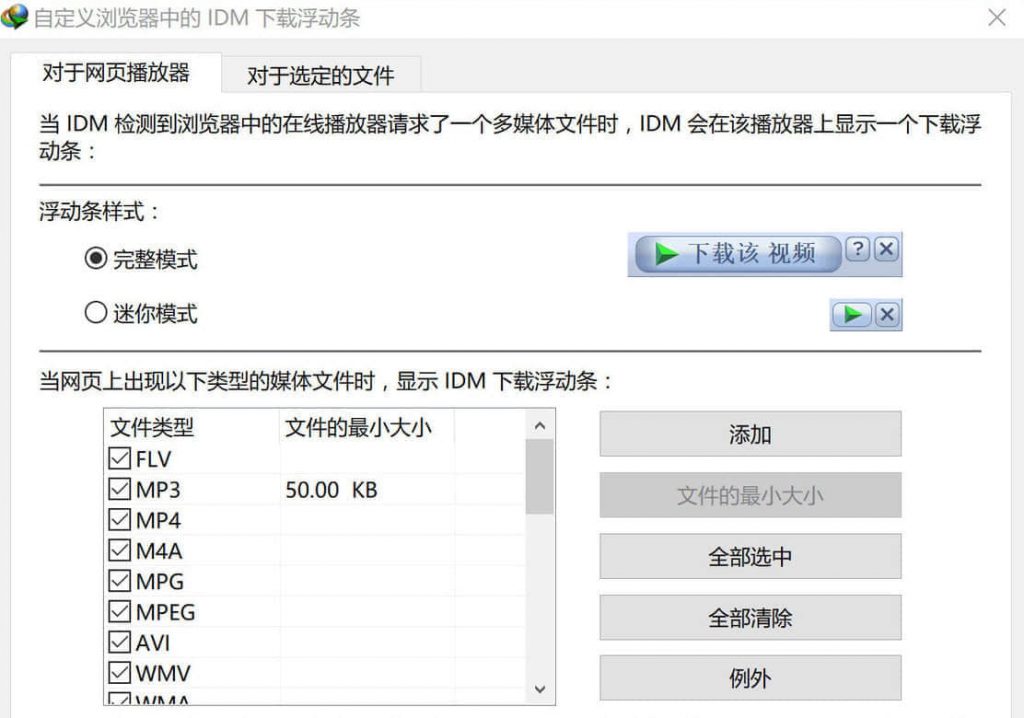 自定义浏览器中的 IDM 下载浮动条
对于网页播放器
对于选定的文件
当 IDM 检测到浏览器中的在线播放器请求了一个多媒体文件时，IDM 会在该播放器上显示一个下载浮
动条：
浮动条样式：
完整模式
下载该 视频
?
迷你模式
当网页上出现以下类型的媒体文件时，显示 IDM 下载浮动条：
文件类型 文件的最小大小
FLV
MP3 50.00 KB
MP4
M4A
MPG
MPEG
AVI
WMV
WMA
添加
文件的最小大小
全部选中
全部清除
例外